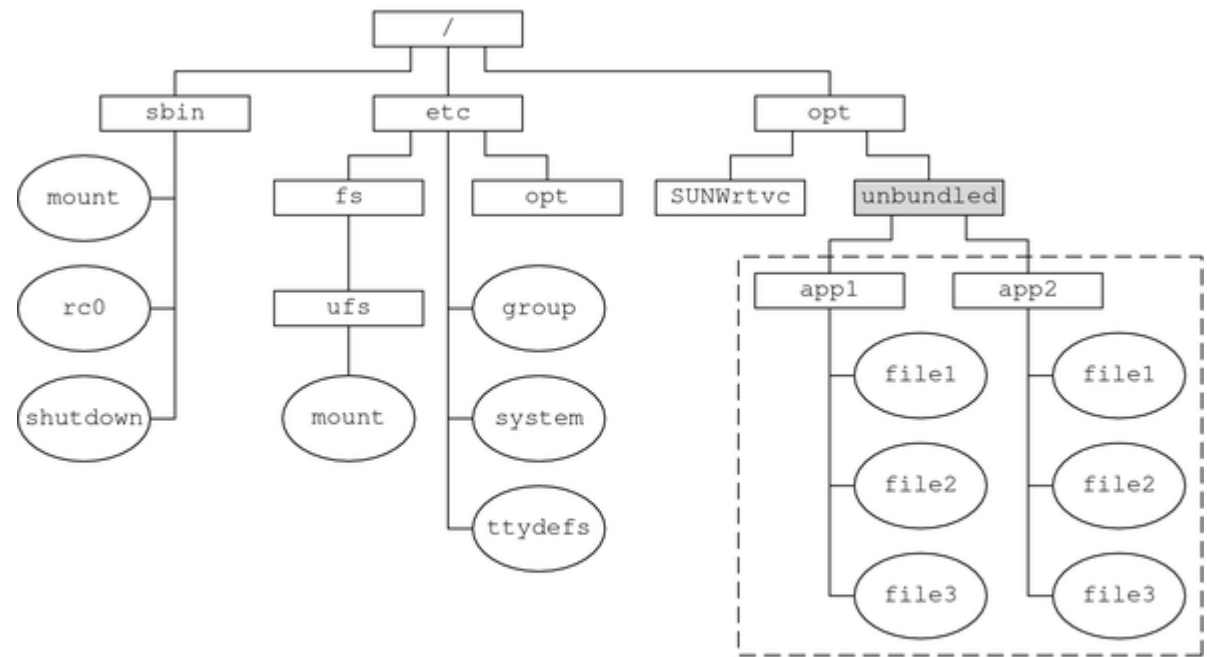 /
sbin etc opt
mount fs opt SUNWrtvc unbundled
app1 app2
rc0 ufs group
file1 file1
shutdown mount system
file2 file2
ttydefs
file3 file3